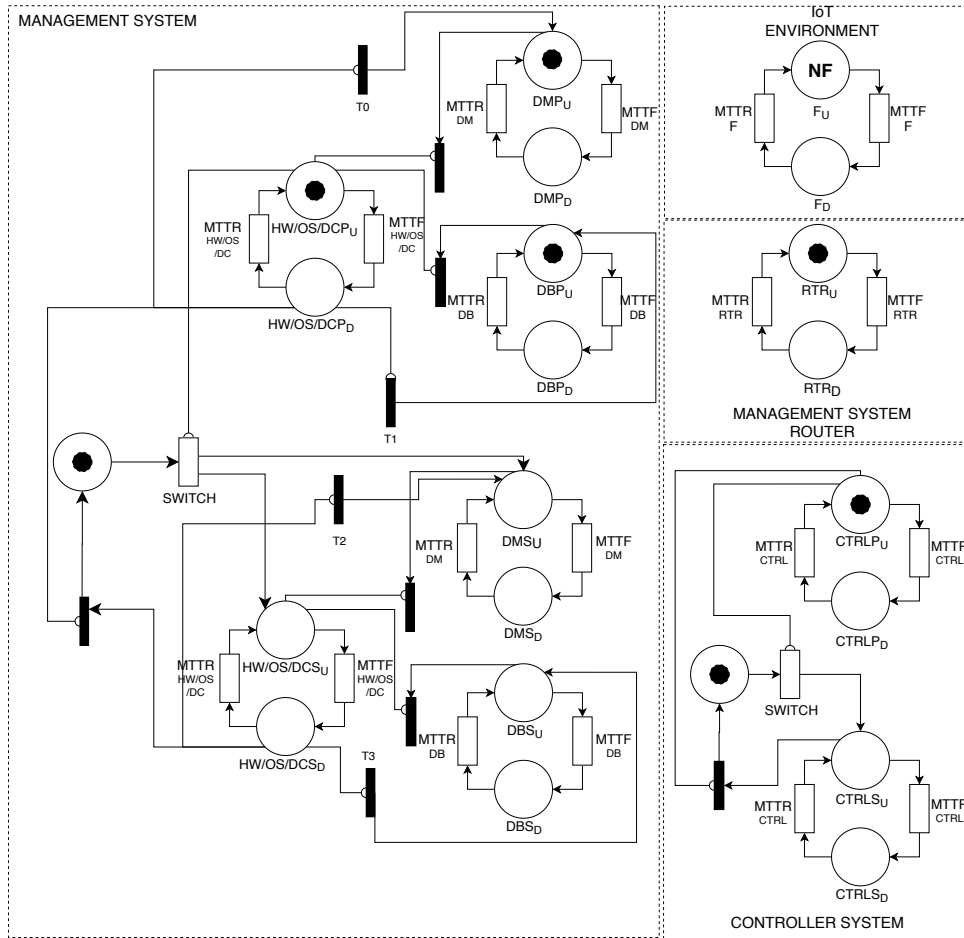 MANAGEMENT SYSTEM
T0
MTTR
DM
DMPU
MTTF
DM
DMPD
MTTR
HW/OS
/DC
HW/OS/DCPU
MTTF
HW/OS
/DC
HW/OS/DCPD
MTTR
DB
DBPU
MTTF
DB
DBPD
T1
SWITCH
T2
MTTR
DM
DMSU
MTTF
DM
DMSD
MTTR
HW/OS
/DC
HW/OS/DCSU
MTTF
HW/OS
/DC
HW/OS/DCSD
T3
MTTR
DB
DBSU
MTTF
DB
DBSD
IoT
ENVIRONMENT
NF
MTTR
F
FU
MTTF
F
FD
MTTR
RTR
RTRU
MTTF
RTR
RTRD
MANAGEMENT SYSTEM
ROUTER
MTTR
CTRL
CTRLPU
MTTF
CTRL
CTRLPD
SWITCH
MTTR
CTRL
CTRLSU
MTTF
CTRL
CTRLSD
CONTROLLER SYSTEM